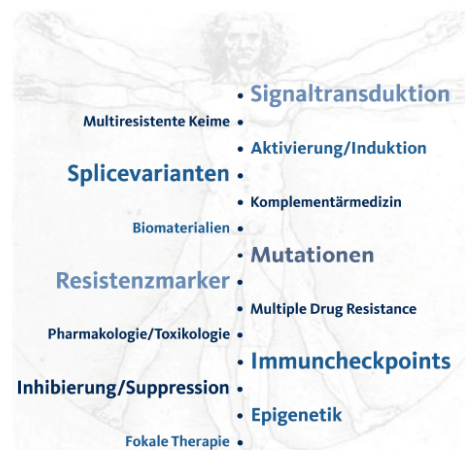 • Signaltransduktion
Multiresistente Keime •
• Aktivierung/Induktion
Splicevarianten •
• Komplementärmedizin
Biomaterialien •
• Mutationen
Resistenzmarker •
• Multiple Drug Resistance
Pharmakologie/Toxikologie •
• Immuncheckpoints
Inhibierung/Suppression •
• Epigenetik
Fokale Therapie •